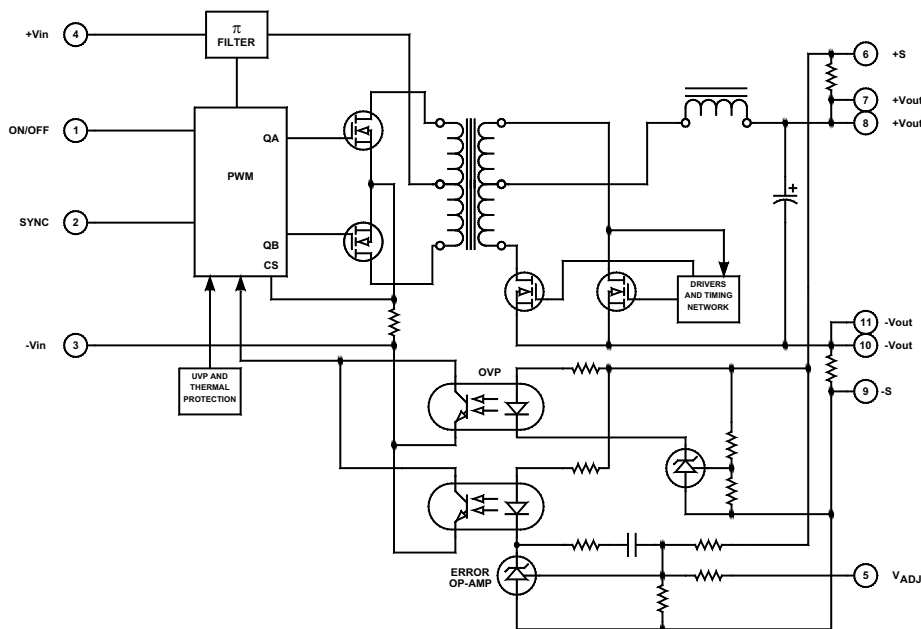 +Vin
4
π
FILTER
6
+S
7
+Vout
8
+Vout
ON/OFF
1
QA
PWM
+
SYNC
2
QB
CS
DRIVERS
AND TIMING
NETWORK
11
-Vout
-Vin
3
10
-Vout
UVP AND
THERMAL
PROTECTION
OVP
9
-S
ERROR
OP-AMP
5
VADJ